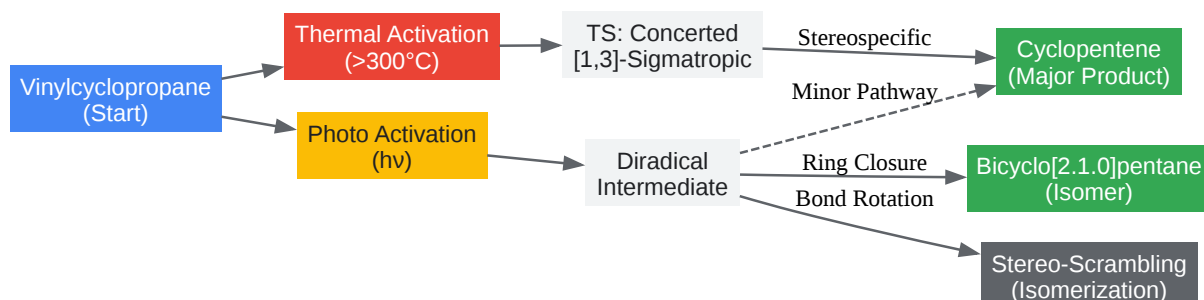 Vinylcyclopropane
(Start)
Thermal Activation
(>300°C)
Photo Activation
(hν)
TS: Concerted
[1,3]-Sigmatropic
Diradical
Intermediate
Stereospecific
Minor Pathway
Ring Closure
Bond Rotation
Cyclopentene
(Major Product)
Bicyclo[2.1.0]pentane
(Isomer)
Stereo-Scrambling
(Isomerization)